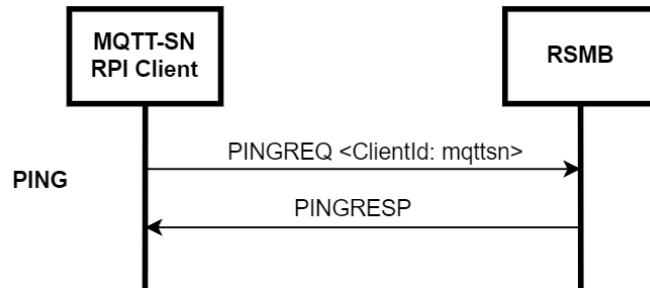 MQTT-SN
RPI Client
RSMB
PINGREQ <ClientId: mqttsn>
PING
PINGRESP